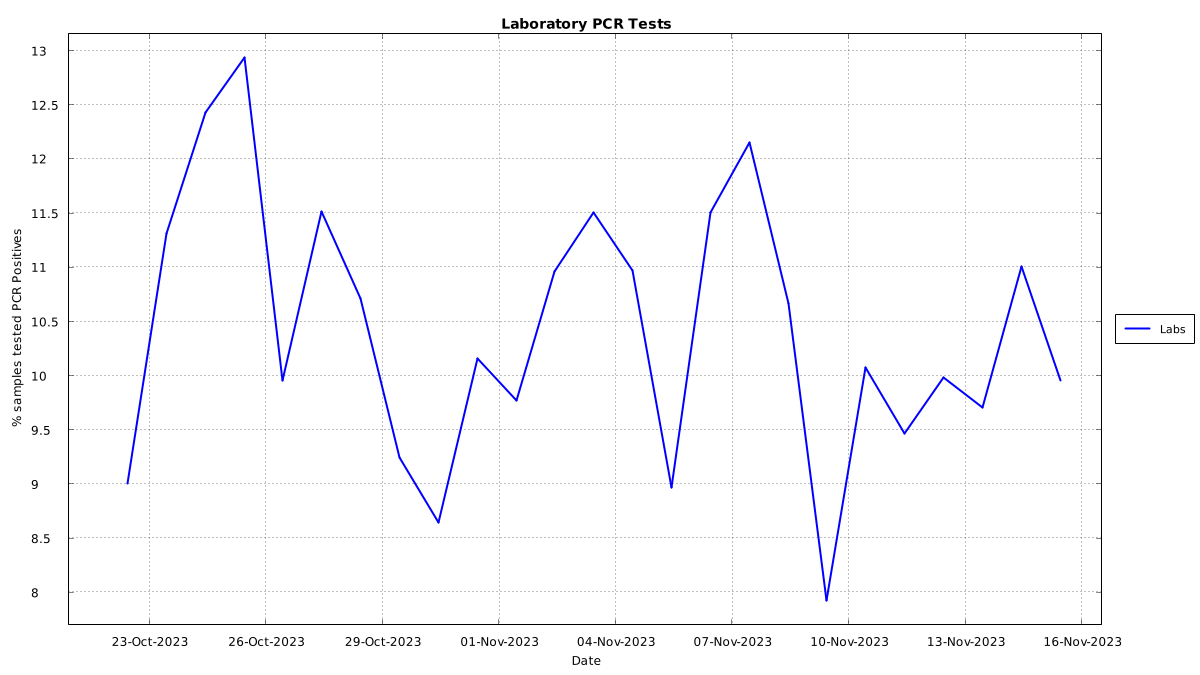 Laboratory PCR Tests
13
12.5
12
11.5
11
10.5
10
9.5
9
8.5
8
% samples tested PCR Positives
23-Oct-2023 26-Oct-2023 29-Oct-2023 01-Nov-2023 04-Nov-2023 07-Nov-2023 10-Nov-2023 13-Nov-2023 16-Nov-2023
Date
Labs